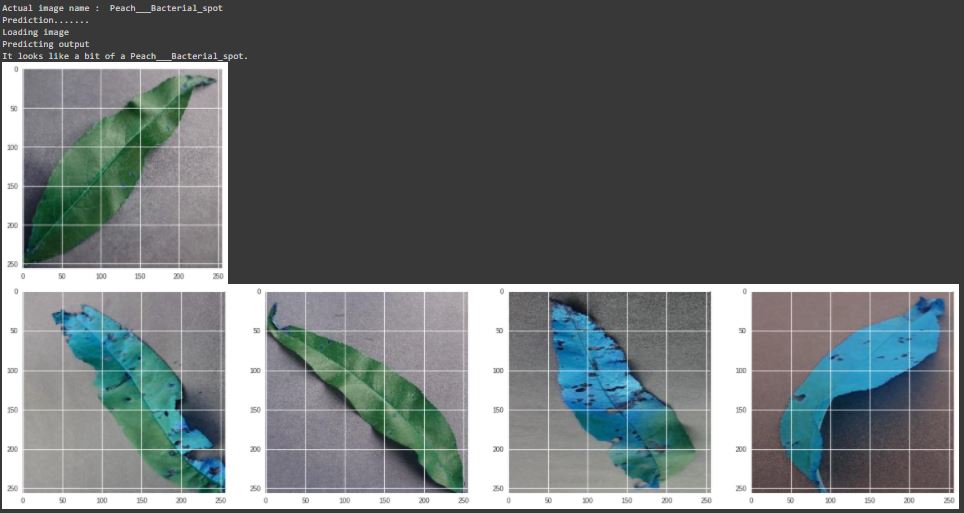 Actual image name :  Peach___Bacterial_spot
Prediction.......
Loading image
Predicting output
It looks like a bit of a Peach___Bacterial_spot.
0
50
100
150
200
250
0 50 100 150 200 250
0 0 0 0
50 50 50 50
100 100 100 100
150 150 150 150
200 200 200 200
250 250 250 250
0 50 100 150 200 250 0 50 100 150 200 250 0 50 100 150 200 250 0 50 100 150 200 250